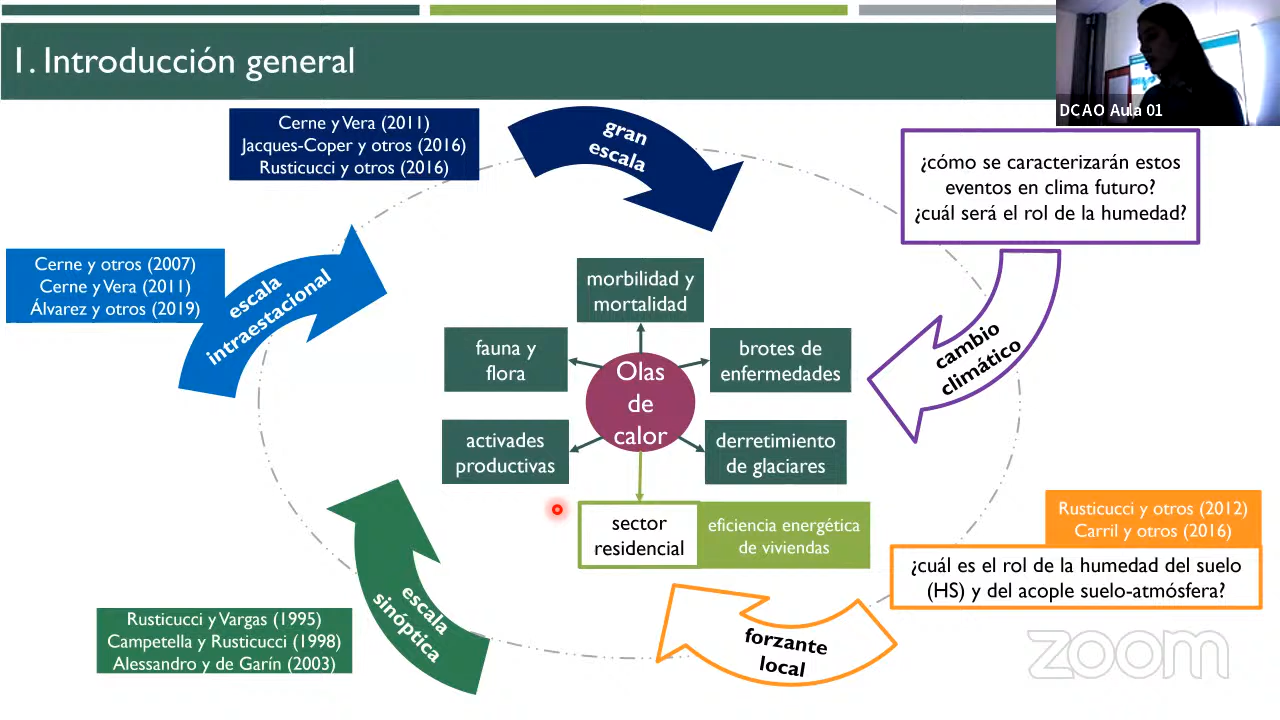 1. Introducción general
DCAO Aula 01
Cerne y Vera (2011)
Jacques-Coper y otros (2016)
Rusticucci y otros (2016)
gran
escala
¿cómo se caracterizarán estos
eventos en clima futuro?
¿cuál será el rol de la humedad?
Cerne y otros (2007)
Cerne y Vera (2011)
Álvarez y otros (2019)
escala
intraestacional
morbilidad y
mortalidad
fauna y
flora
brotes de
enfermedades
Olas
de
calor
cambio
climático
activades
productivas
derretimiento
de glaciares
sector
residencial
eficiencia energética
de viviendas
Rusticucci y otros (2012)
Carril y otros (2016)
¿cuál es el rol de la humedad del suelo
(HS) y del acople suelo-atmósfera?
escala
sinóptica
Rusticucci y Vargas (1995)
Campetella y Rusticucci (1998)
Alessandro y de Garín (2003)
forzante
local
zoom